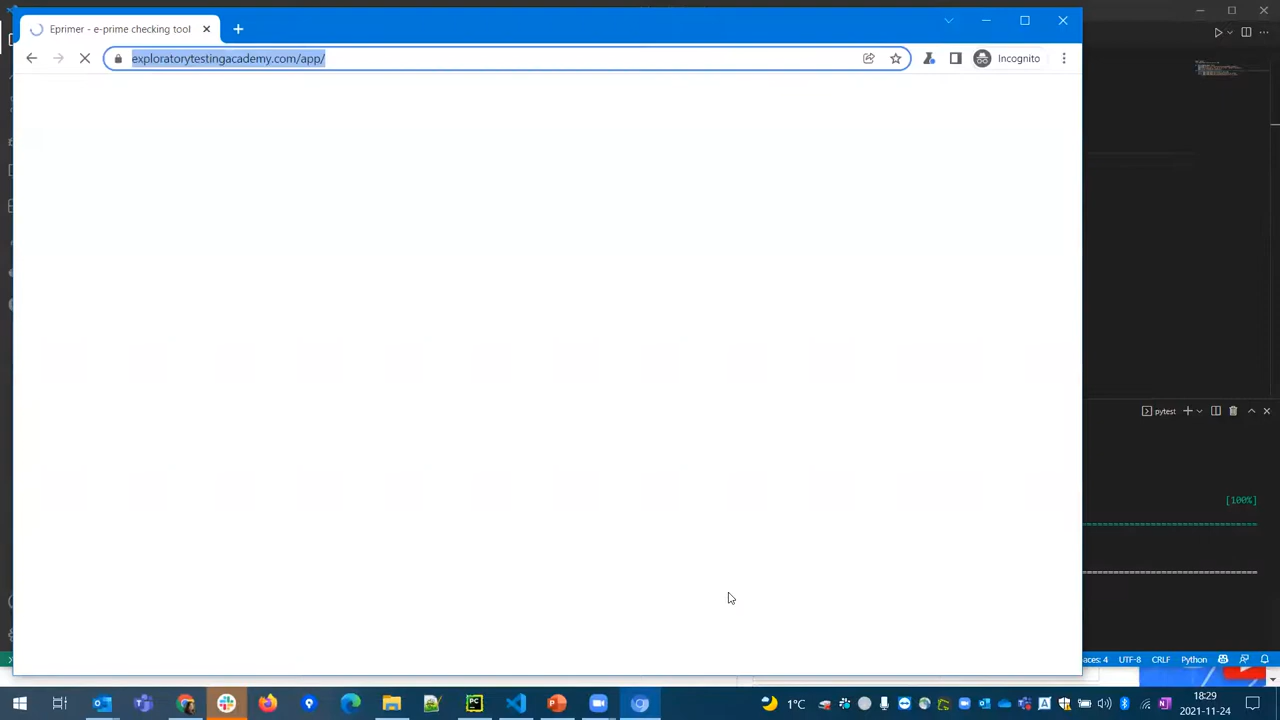 Eprimer - e-prime checking tool
exploratorytestingacademy.com/app/
Incognito
pytest
[100%]
aces: 4 UTF-8 CRLF Python
1°C
18:29
2021-11-24